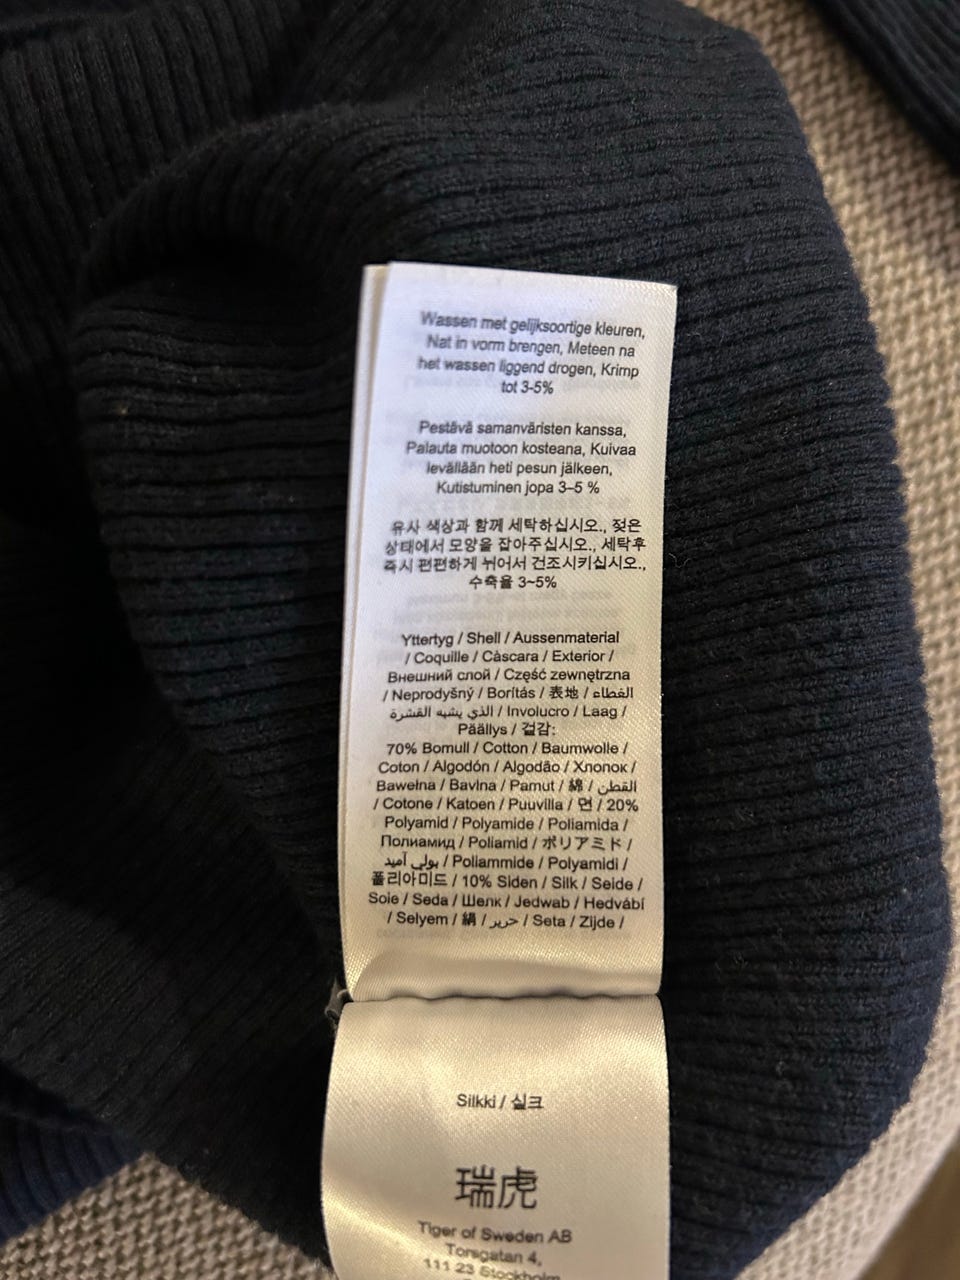 Wassen met gelijksoortige kleuren,
Nat in vorm brengen, Meteen na
het wassen liggend drogen, Krimp
tot 3-5%
Pestävä samanväristen kanssa,
Palauta muotoon kosteana, Kuivaa
levällään heti pesun jälkeen,
Kutistuminen jopa 3–5 %
유사 색상과 함께 세탁하십시오., 젖은
상태에서 모양을 잡아주십시오., 세탁후
즉시 편편하게 뉘어서 건조시키십시오.,
수축율 3~5%
Yttertyg / Shell / Aussenmaterial
/ Coquille / Càscara / Exterior /
Внешний слой / Część zewnętrzna
/ Neprodyšný / Borítás / 表地 / الغطاء
الذي يشبه القشرة / Involucro / Laag /
Päällys / 겉감:
70% Bomull / Cotton / Baumwolle /
Coton / Algodón / Algodão / Хлопок /
Bawełna / Bavlna / Pamut / 綿 / القطن
/ Cotone / Katoen / Puuvilla / 면 / 20%
Polyamid / Polyamide / Poliamida /
Полиамид / Poliamid / ポリアミド /
بولي آميد / Poliammide / Polyamidi /
폴리아미드 / 10% Siden / Silk / Seide /
Soie / Seda / Шелк / Jedwab / Hedvábí
/ Selyem / 絹 / حرير / Seta / Zijde /
Silkki / 실크
瑞虎
Tiger of Sweden AB
Torsgatan 4,
111 23 Stockholm